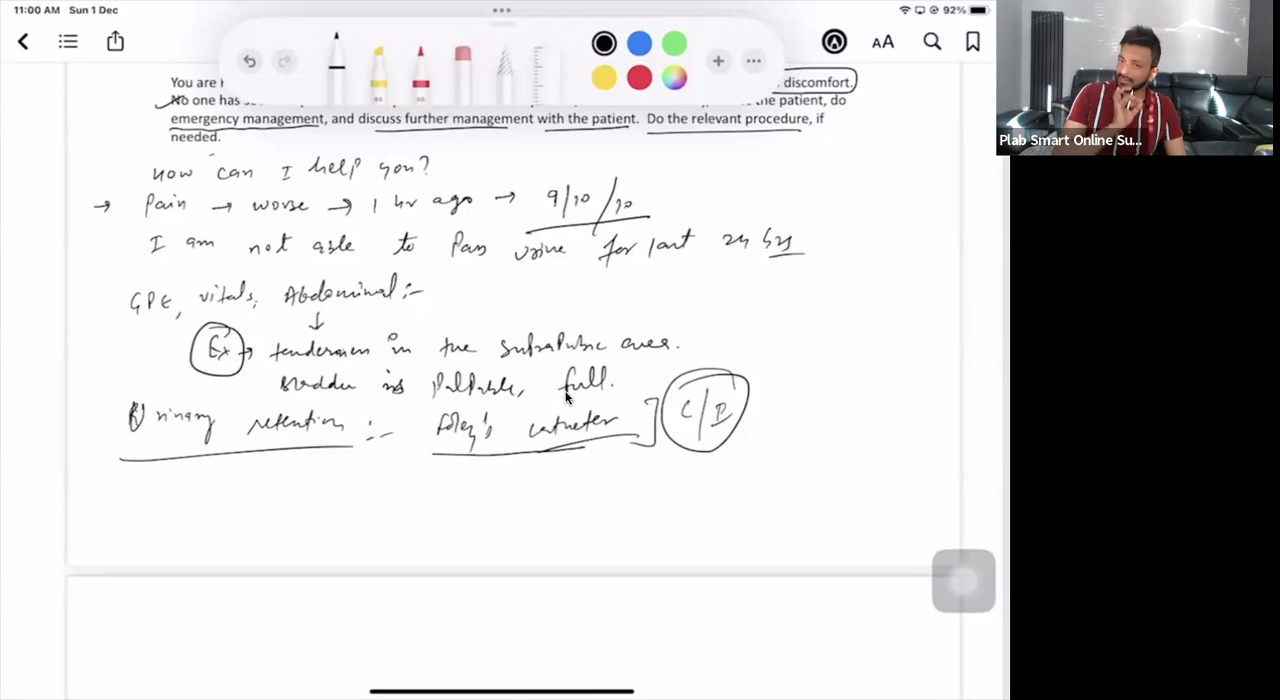 11:00 AM Sun 1 Dec
92%
AA
You are discomfort.
No one has the patient, do
emergency management, and discuss further management with the patient. Do the relevant procedure, if
needed.
How can I help you?
→ Pain → worse → 1 hr ago → 9/10/10
I am not able to Pass urine for last 24 hrs
GPE, vitals, Abdominal :-
↓
Ex → tenderness in the suprapubic area.
bladder is Palpable, full.
Urinary retention :- Foley's catheter ] C/I
Plab Smart Online Su...